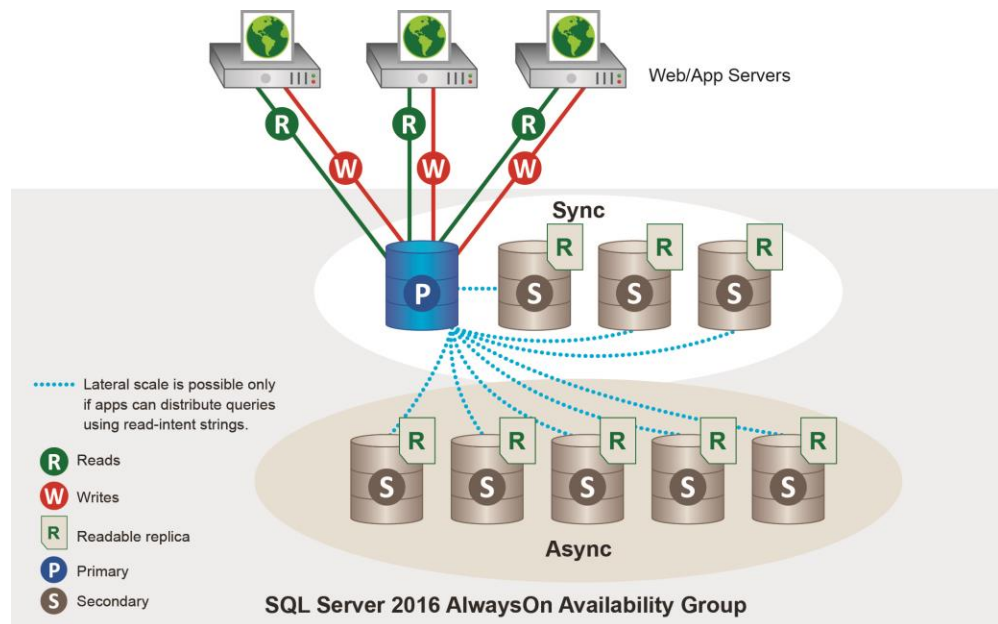 Web/App Servers
R
R
R
W
W
W
Sync
R
R
R
P
S
S
S
Lateral scale is possible only
if apps can distribute queries
using read-intent strings.
R
R
R
R
R
S
S
S
S
S
R Reads
W Writes
R Readable replica
P Primary
S Secondary
Async
SQL Server 2016 AlwaysOn Availability Group